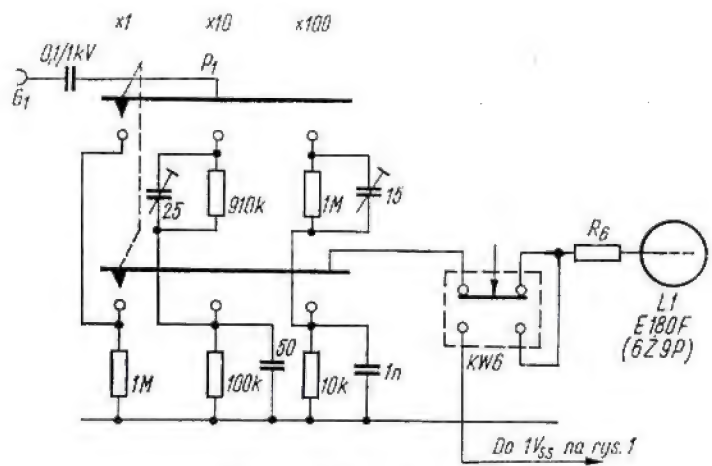 x1 x10 x100
0,1/1kV
P1
G1
25
910k
1M
15
R6
L1
E180F
(6Ż9P)
KW6
1M
100k
50
10k
1n
Do 1Vss na rys. 1